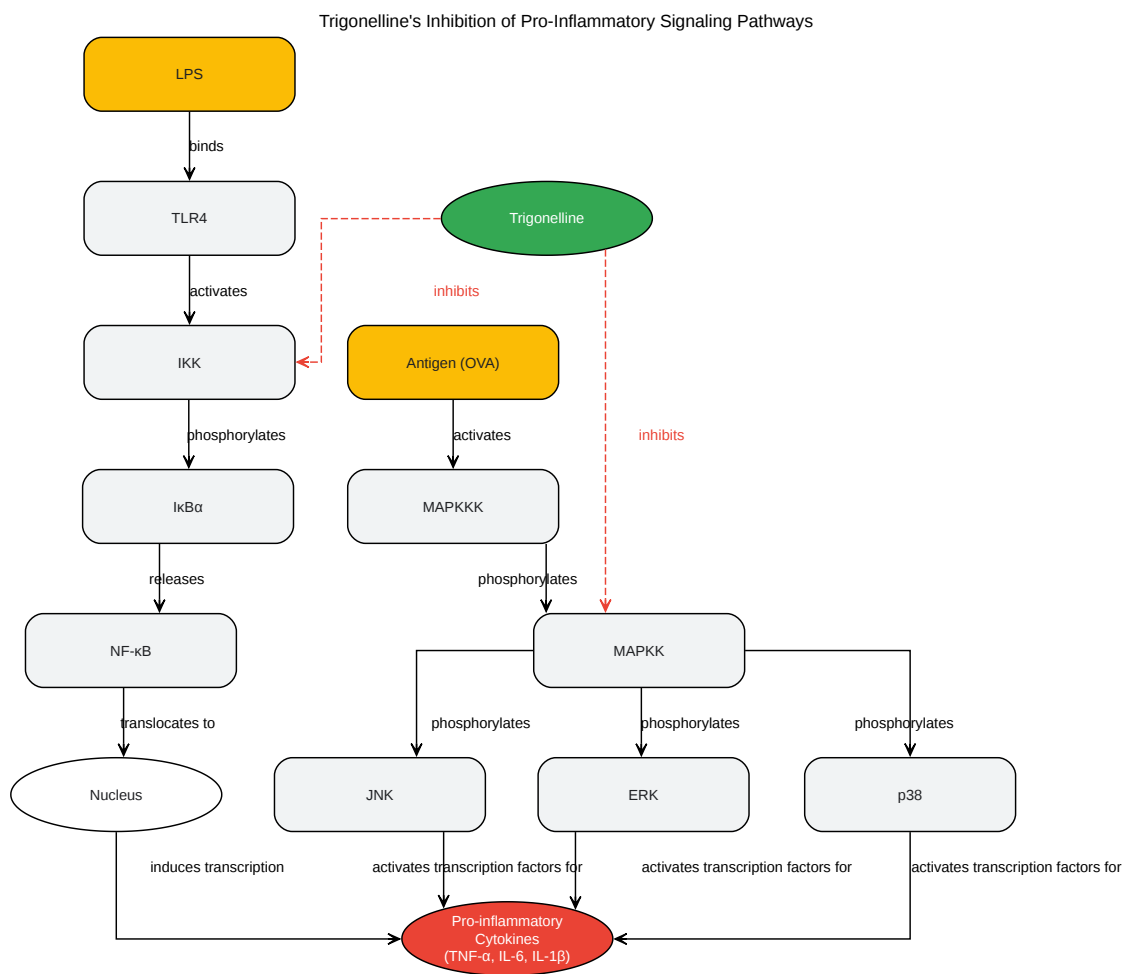 Trigonelline's Inhibition of Pro-Inflammatory Signaling Pathways
LPS
binds
TLR4
Trigonelline
activates
inhibits
IKK
Antigen (OVA)
phosphorylates
activates
inhibits
IκBα
MAPKKK
releases
phosphorylates
NF-κB
MAPKK
translocates to
phosphorylates
phosphorylates
phosphorylates
Nucleus
JNK
ERK
p38
induces transcription
activates transcription factors for
activates transcription factors for
activates transcription factors for
Pro-inflammatory
Cytokines
(TNF-α, IL-6, IL-1β)